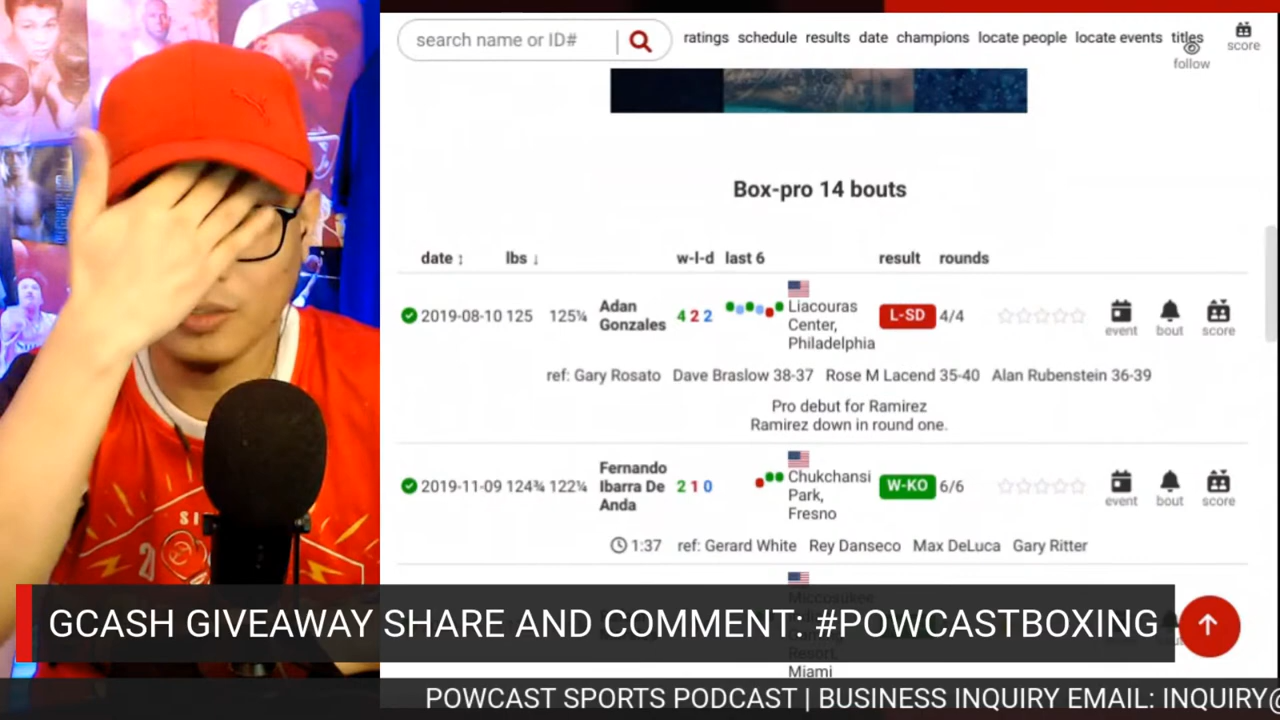 search name or ID#
ratings schedule results date champions locate people locate events titles
follow
score
Box-pro 14 bouts
date lbs w-l-d last 6 result rounds
2019-08-10 125 125¼ Adan Gonzales 4 2 2 Liacouras Center, Philadelphia L-SD 4/4 event bout score
ref: Gary Rosato Dave Braslow 38-37 Rose M Lacend 35-40 Alan Rubenstein 36-39
Pro debut for Ramirez
Ramirez down in round one.
2019-11-09 124¾ 122¼ Fernando Ibarra De Anda 2 1 0 Chukchansi Park, Fresno W-KO 6/6 event bout score
1:37 ref: Gerard White Rey Danseco Max DeLuca Gary Ritter
Miami
GCASH GIVEAWAY SHARE AND COMMENT: #POWCASTBOXING
POWCAST SPORTS PODCAST | BUSINESS INQUIRY EMAIL: INQUIRY@